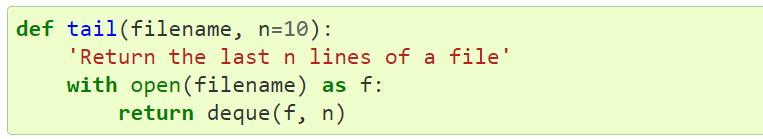 def tail(filename, n=10):
    'Return the last n lines of a file'
    with open(filename) as f:
        return deque(f, n)